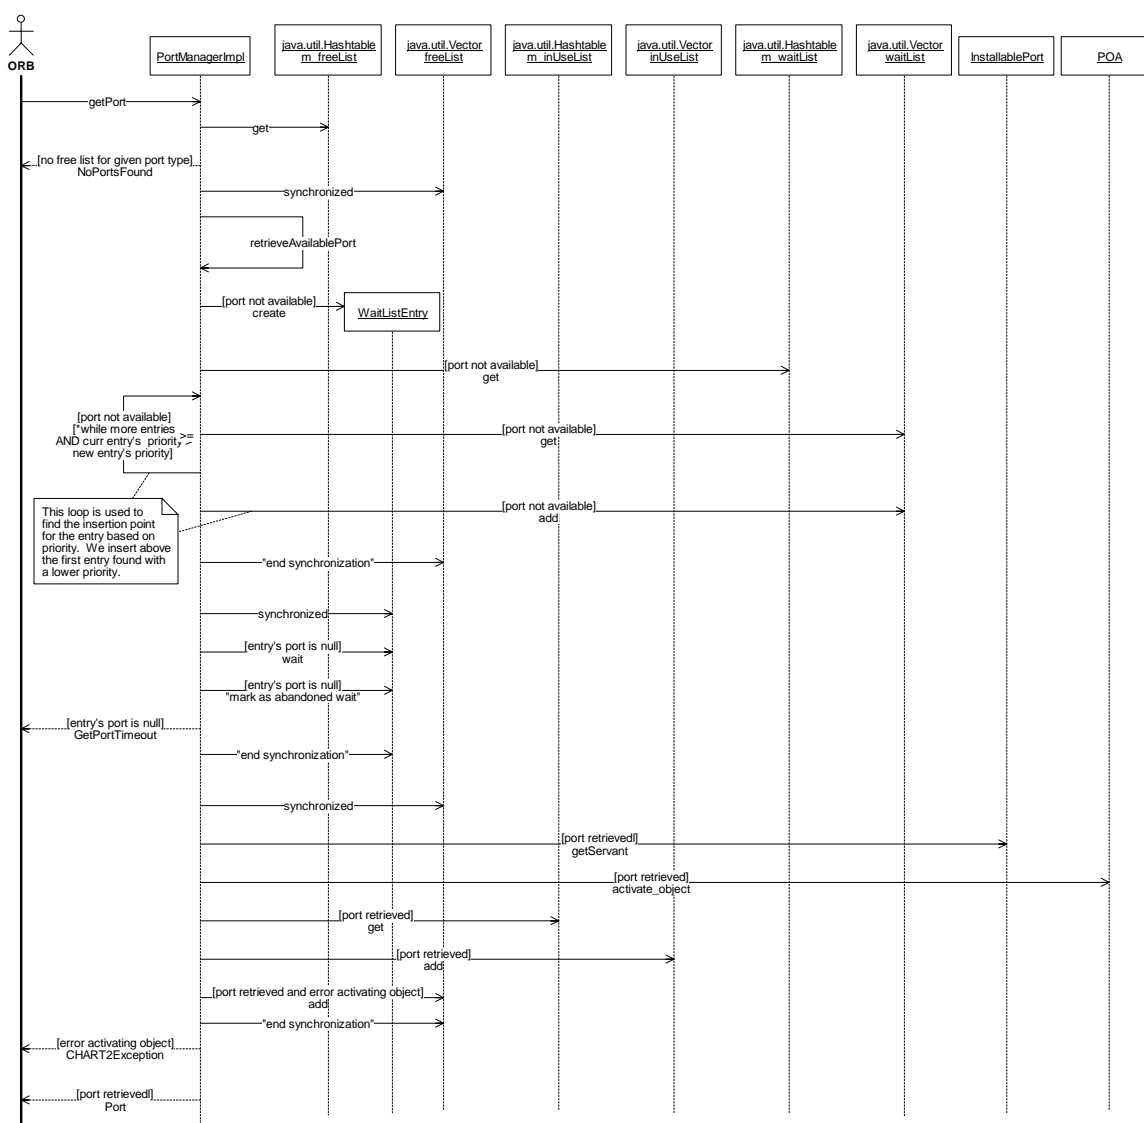 ORB
PortManagerImpl
java.util.Hashtable
m_freeList
java.util.Vector
freeList
java.util.Hashtable
m_inUseList
java.util.Vector
inUseList
java.util.Hashtable
m_waitList
java.util.Vector
waitList
InstallablePort
POA
getPort
get
[no free list for given port type]
NoPortsFound
synchronized
retrieveAvailablePort
[port not available]
create
WaitListEntry
[port not available]
get
[port not available]
[*while more entries
AND curr entry's priority >=
new entry's priority]
[port not available]
get
This loop is used to
find the insertion point
for the entry based on
priority. We insert above
the first entry found with
a lower priority.
[port not available]
add
"end synchronization"
synchronized
[entry's port is null]
wait
[entry's port is null]
"mark as abandoned wait"
[entry's port is null]
GetPortTimeout
"end synchronization"
synchronized
[port retrievedl]
getServant
[port retrieved]
activate_object
[port retrieved]
get
[port retrieved]
add
[port retrieved and error activating object]
add
"end synchronization"
[error activating object]
CHART2Exception
[port retrievedl]
Port